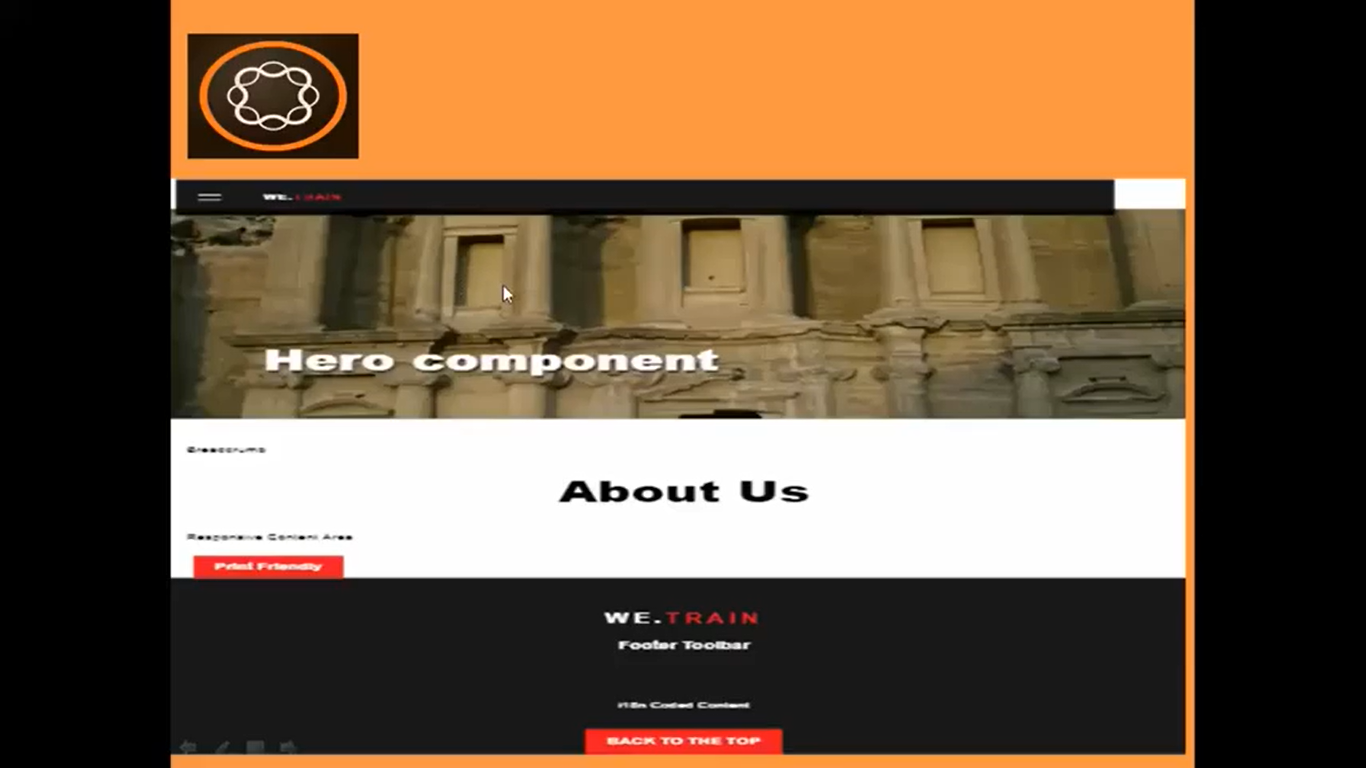 WE.TRAIN
Hero component
Breadcrumb
About Us
Responsive Content Area
Print Friendly
WE.TRAIN
Footer Toolbar
i18n Coded Content
BACK TO THE TOP